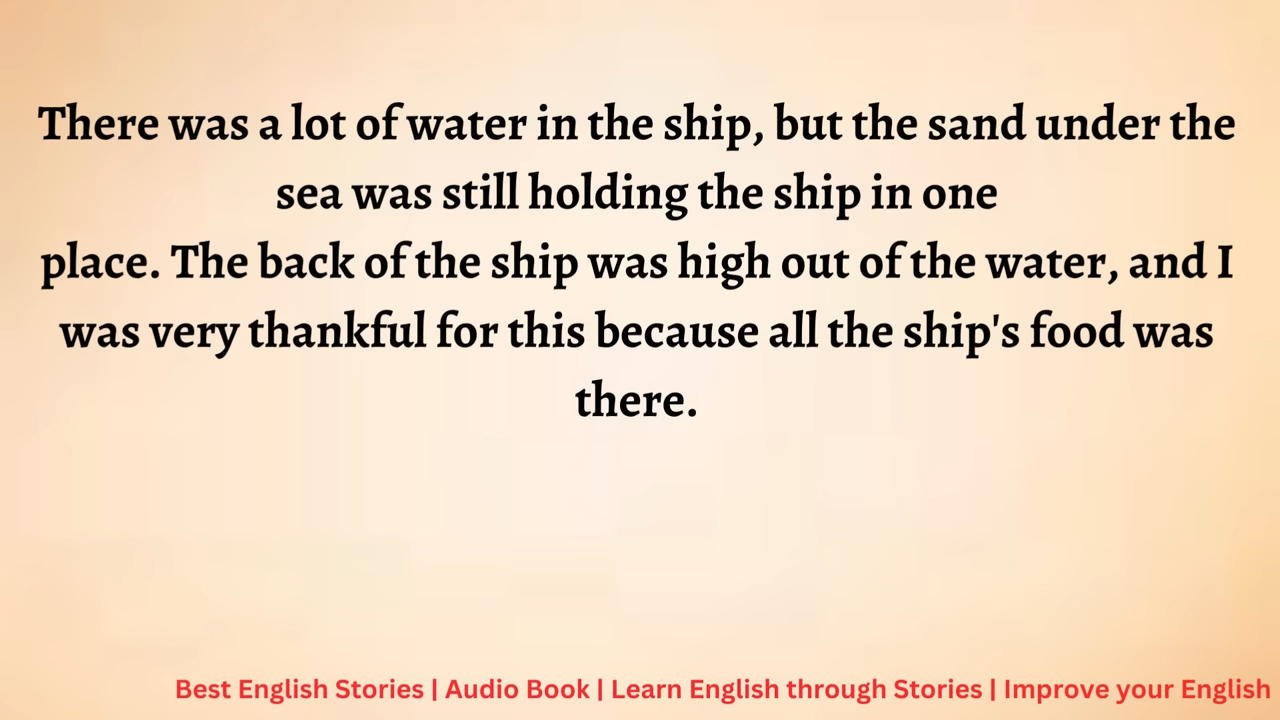 There was a lot of water in the ship, but the sand under the
sea was still holding the ship in one
place. The back of the ship was high out of the water, and I
was very thankful for this because all the ship's food was
there.
Best English Stories | Audio Book | Learn English through Stories | Improve your English